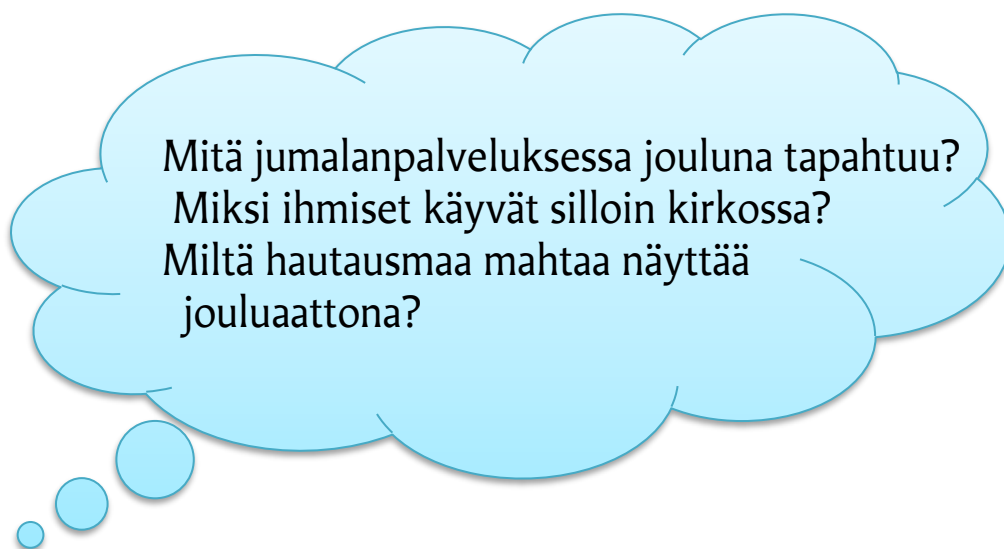 Mitä jumalanpalveluksessa jouluna tapahtuu?
Miksi ihmiset käyvät silloin kirkossa?
Miltä hautausmaa mahtaa näyttää
jouluaattona?